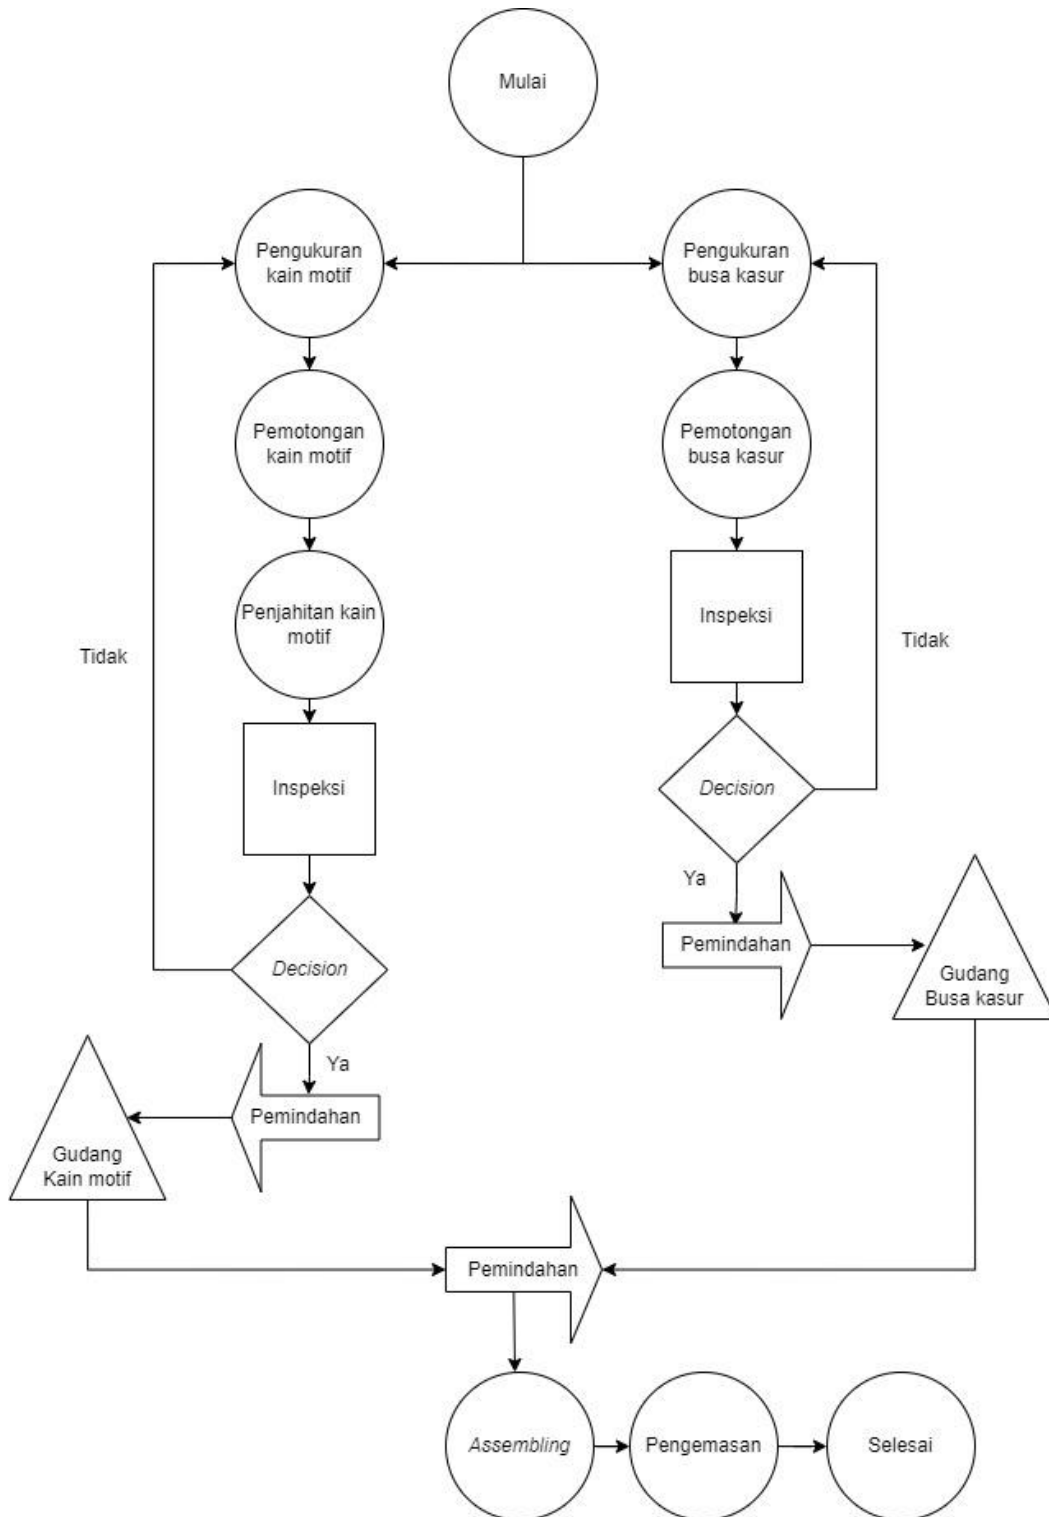 Mulai
Pengukuran
kain motif
Pengukuran
busa kasur
Pemotongan
kain motif
Pemotongan
busa kasur
Penjahitan kain
motif
Inspeksi
Tidak
Tidak
Inspeksi
Decision
Ya
Decision
Pemindahan
Gudang
Busa kasur
Ya
Pemindahan
Gudang
Kain motif
Pemindahan
Assembling
Pengemasan
Selesai